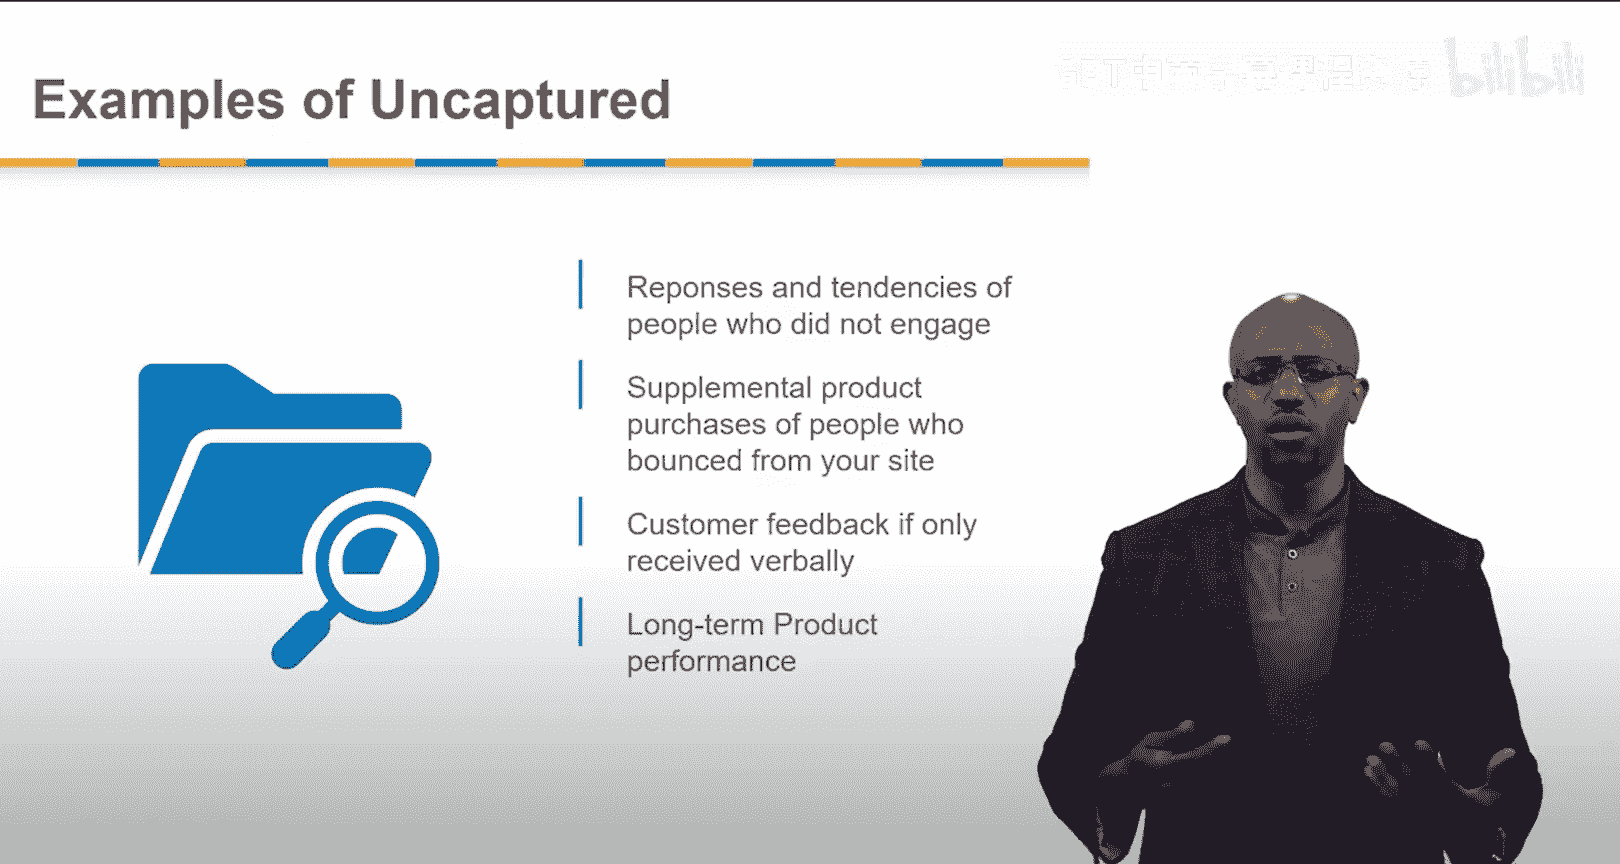 Examples of Uncaptured
bilibili
Reponses and tendencies of
people who did not engage
Supplemental product
purchases of people who
bounced from your site
Customer feedback if only
received verbally
Long-term Product
performance